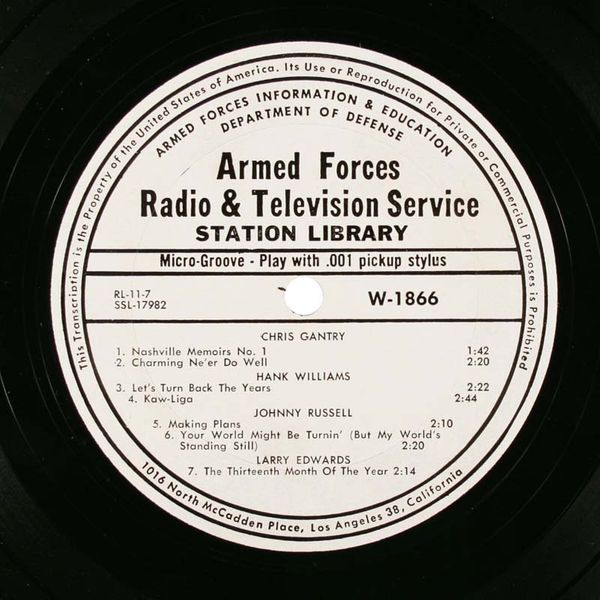 This Transcription is the Property of the United States of America. Its Use or Reproduction for Private or Commercial Purposes is Prohibited
ARMED FORCES INFORMATION & EDUCATION
DEPARTMENT OF DEFENSE
Armed Forces
Radio & Television Service
STATION LIBRARY
Micro-Groove - Play with .001 pickup stylus
RL-11-7
SSL-17982
W-1866
CHRIS GANTRY
1. Nashville Memoirs No. 1 1:42
2. Charming Ne'er Do Well 2:20
HANK WILLIAMS
3. Let's Turn Back The Years 2:22
4. Kaw-Liga 2:44
JOHNNY RUSSELL
5. Making Plans 2:10
6. Your World Might Be Turnin' (But My World's
Standing Still) 2:20
LARRY EDWARDS
7. The Thirteenth Month Of The Year 2:14
1016 North McCadden Place, Los Angeles 38, California